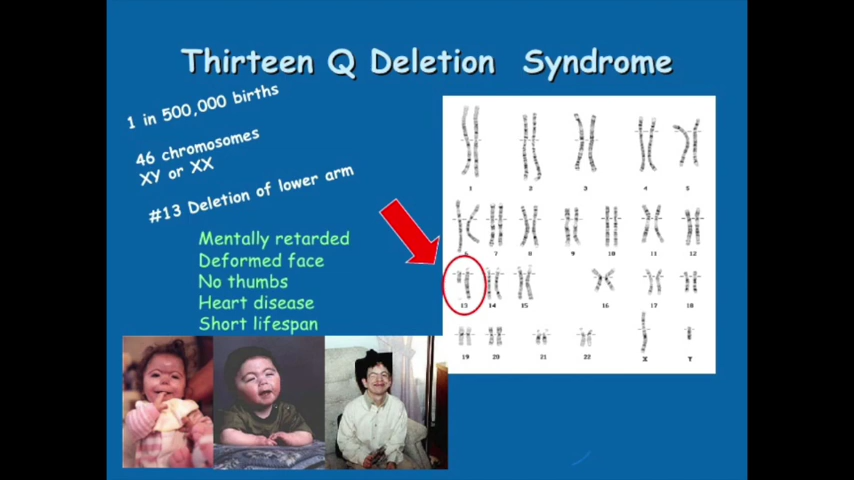 Thirteen Q Deletion Syndrome
1 in 500,000 births
46 chromosomes
XY or XX
#13 Deletion of lower arm
Mentally retarded
Deformed face
No thumbs
Heart disease
Short lifespan
1 2 3 4 5
6 7 8 9 10 11 12
13 14 15 16 17 18
19 20 21 22 X Y